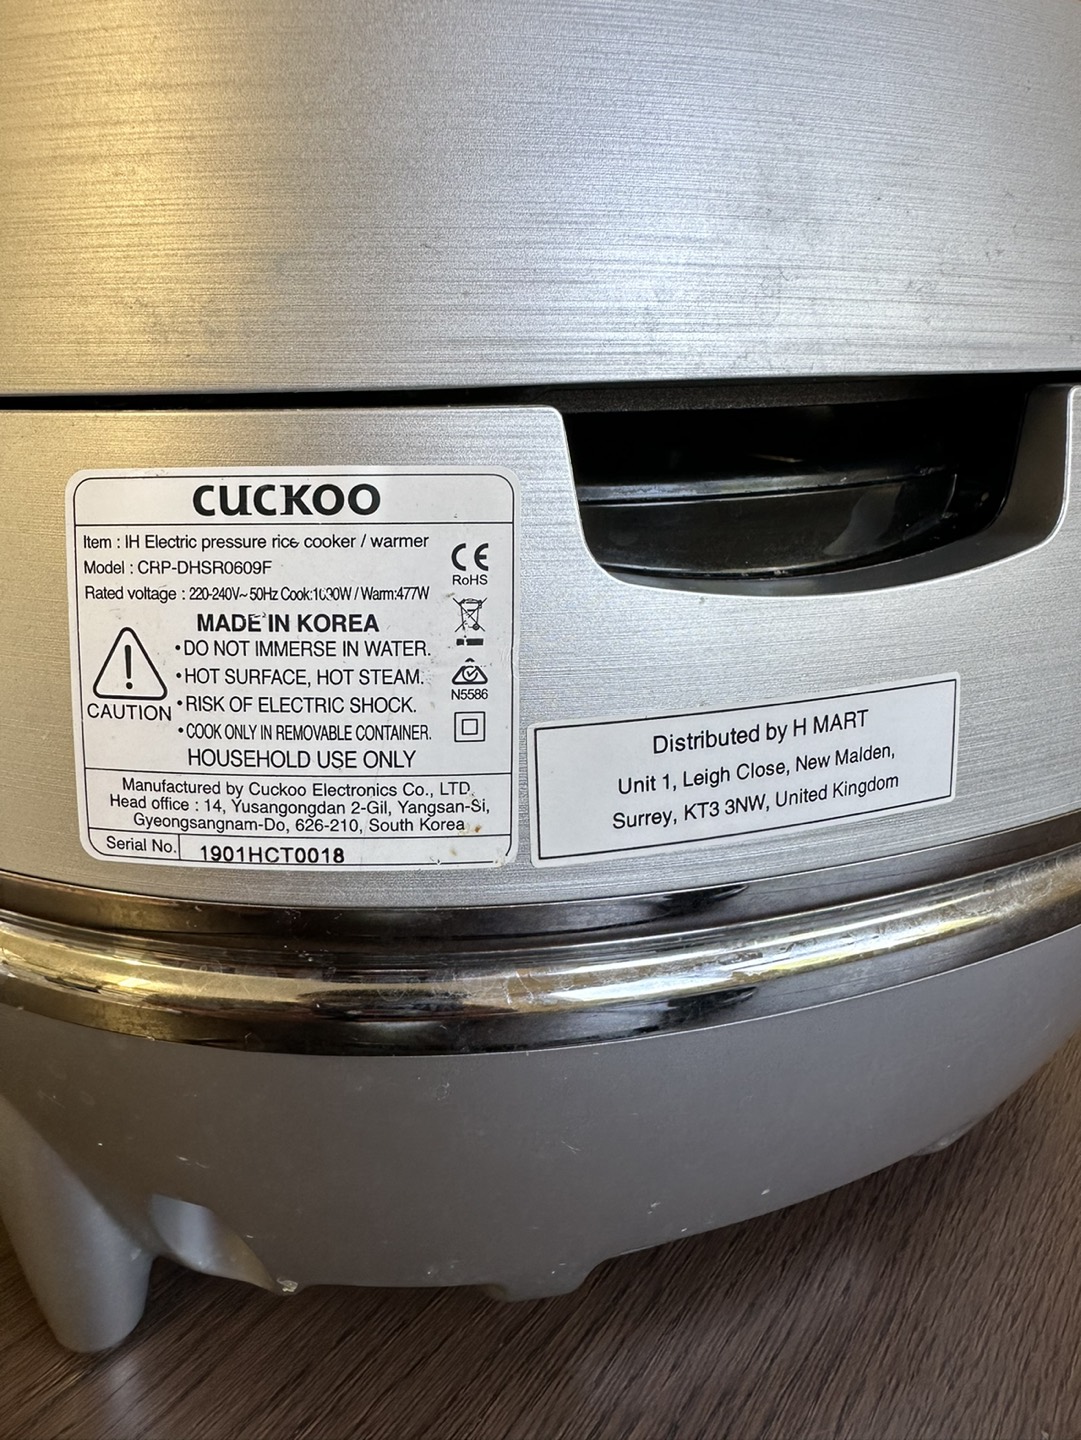 CUCKOO
Item : IH Electric pressure rice cooker / warmer
Model : CRP-DHSR0609F
Rated voltage : 220-240V~ 50Hz Cook: / Warm:477W
MADE IN KOREA
•DO NOT IMMERSE IN WATER.
•HOT SURFACE, HOT STEAM.
•RISK OF ELECTRIC SHOCK.
•COOK ONLY IN REMOVABLE CONTAINER.
CAUTION
HOUSEHOLD USE ONLY
CE
RoHS
N5586
Manufactured by Cuckoo Electronics Co., LTD.
Head office : 14, Yusangongdan 2-Gil, Yangsan-Si,
Gyeongsangnam-Do, 626-210, South Korea
Serial No. 1901HCT0018
Distributed by H MART
Unit 1, Leigh Close, New Malden,
Surrey, KT3 3NW, United Kingdom